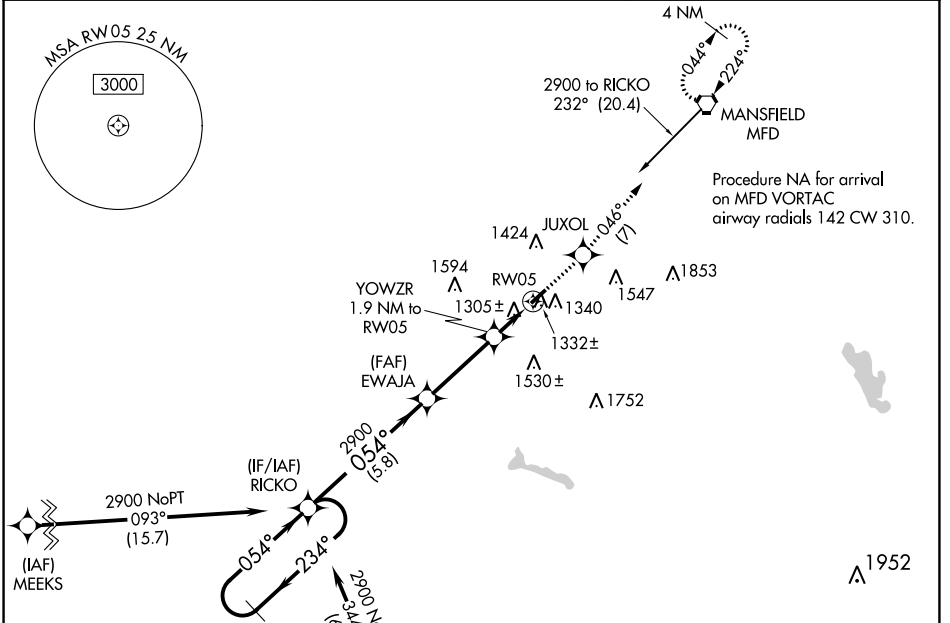 MSA RW05 25 NM
3000
4 NM
044°
224°
2900 to RICKO
232° (20.4)
MANSFIELD
MFD
Procedure NA for arrival
on MFD VORTAC
airway radials 142 CW 310.
046°
(7)
JUXOL
1424
1594
RW05
1853
1547
YOWZR
1.9 NM to
RW05
1305±
1340
1332±
(FAF)
EWAJA
1530±
1752
2900
054°
(5.8)
(IF/IAF)
RICKO
2900 NoPT
093°
(15.7)
(IAF)
MEEKS
054°
234°
2900
1952